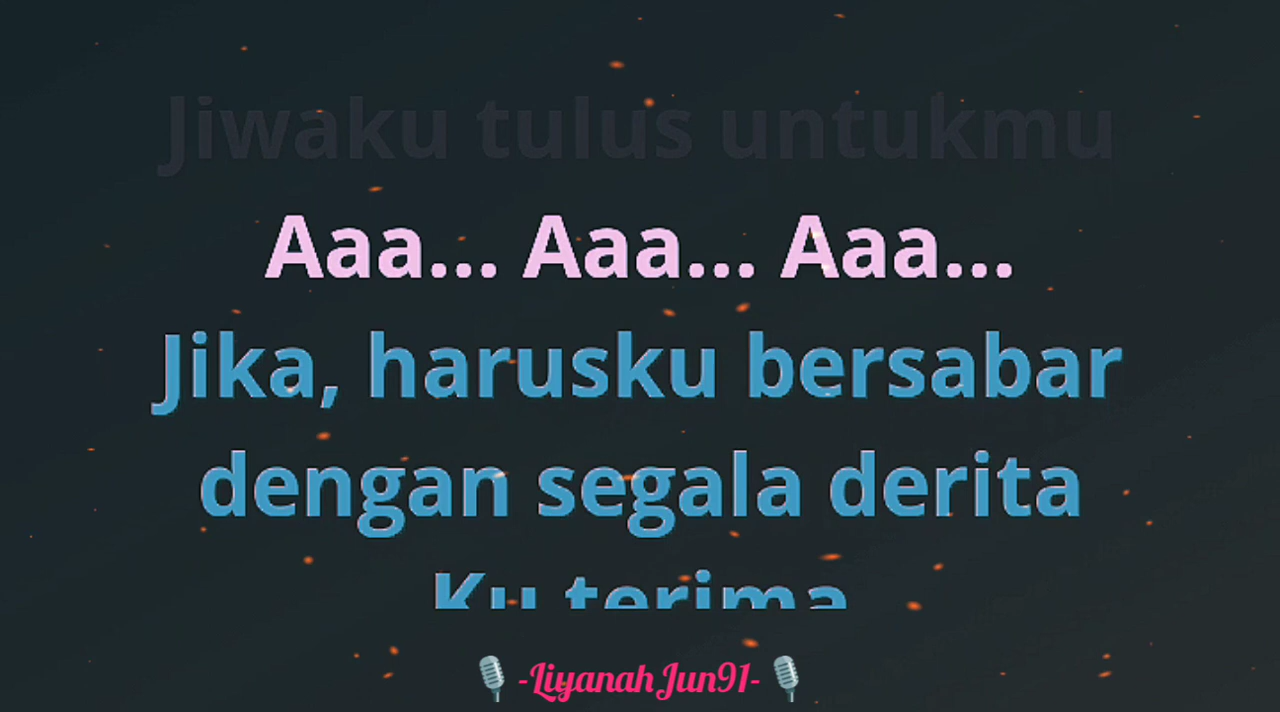 Jiwaku tulus untukmu
Aaa... Aaa... Aaa...
Jika, harusku bersabar
dengan segala derita
Ku terima
-Liyanah Jun91-